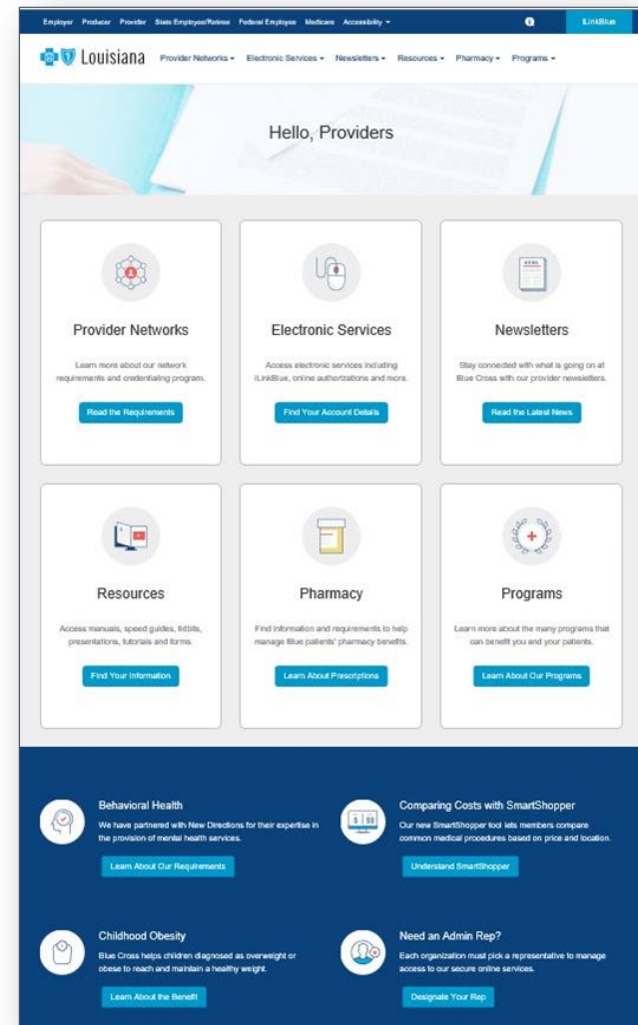 Employer Producer Provider State Employee/Retiree Federal Employee Medicare Accessibility
iLinkBlue
Louisiana Provider Networks Electronic Services Newsletters Resources Pharmacy Programs
Hello, Providers
Provider Networks
Learn more about our network
requirements and credentialing program.
Read the Requirements
Electronic Services
Access electronic services including
iLinkBlue, online authorizations and more.
Find Your Account Details
NEWS
Newsletters
Stay connected with what is going on at
Blue Cross with our provider newsletters.
Read the Latest News
Resources
Access manuals, speed guides, tidbits,
presentations, tutorials and forms.
Find Your Information
Pharmacy
Find information and requirements to help
manage Blue patients' pharmacy benefits.
Learn About Prescriptions
Programs
Learn more about the many programs that
can benefit you and your patients.
Learn About Our Programs
Behavioral Health
We have partnered with New Directions for their expertise in
the provision of mental health services.
Learn About Our Requirements
$ $$
Comparing Costs with SmartShopper
Our new SmartShopper tool lets members compare
common medical procedures based on price and location.
Understand SmartShopper
Childhood Obesity
Blue Cross helps children diagnosed as overweight or
obese to reach and maintain a healthy weight.
Learn About the Benefit
Need an Admin Rep?
Each organization must pick a representative to manage
access to our secure online services.
Designate Your Rep